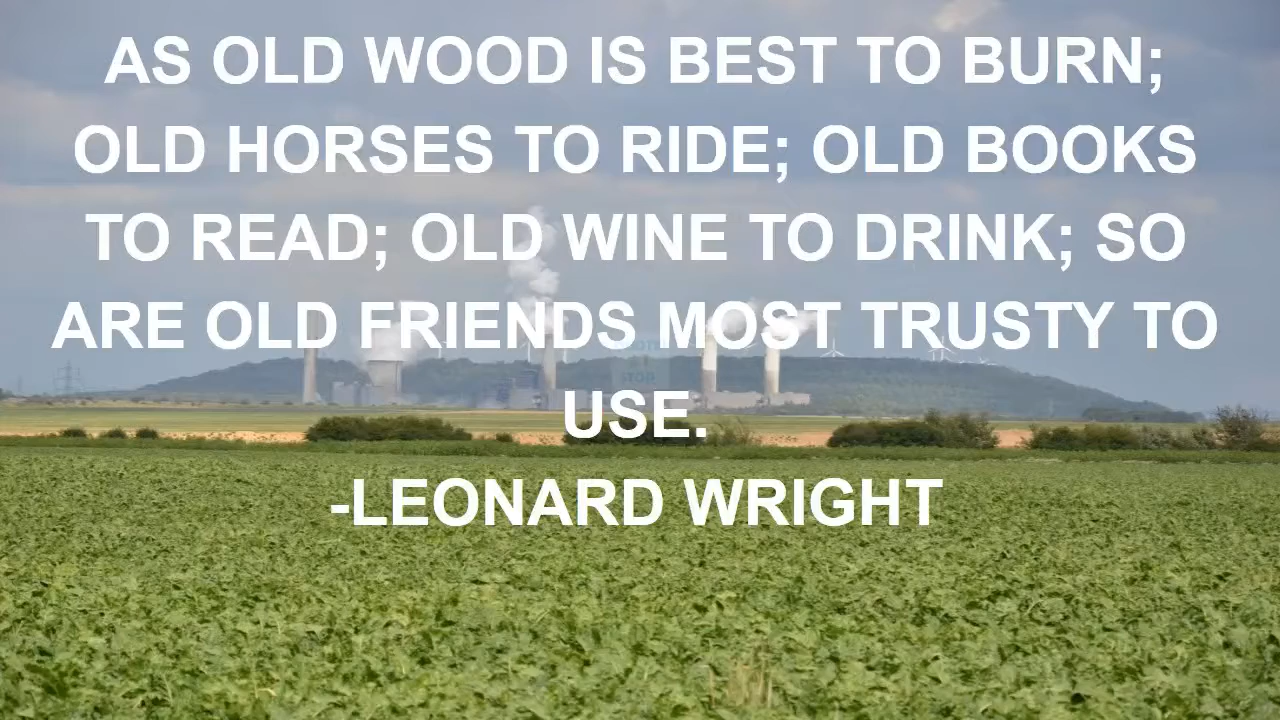 AS OLD WOOD IS BEST TO BURN;
OLD HORSES TO RIDE; OLD BOOKS
TO READ; OLD WINE TO DRINK; SO
ARE OLD FRIENDS MOST TRUSTY TO
USE.
-LEONARD WRIGHT